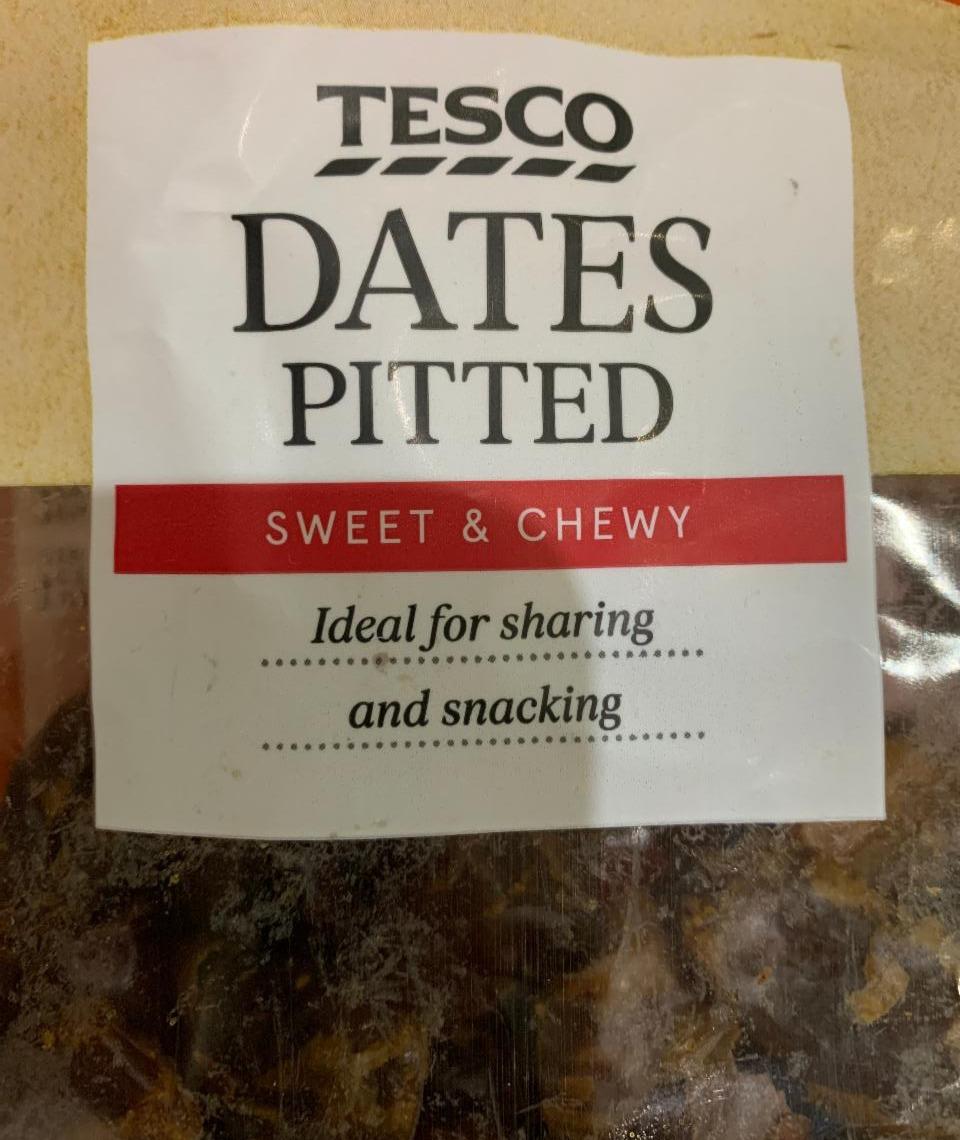 TESCO
DATES
PITTED
SWEET & CHEWY
Ideal for sharing
and snacking